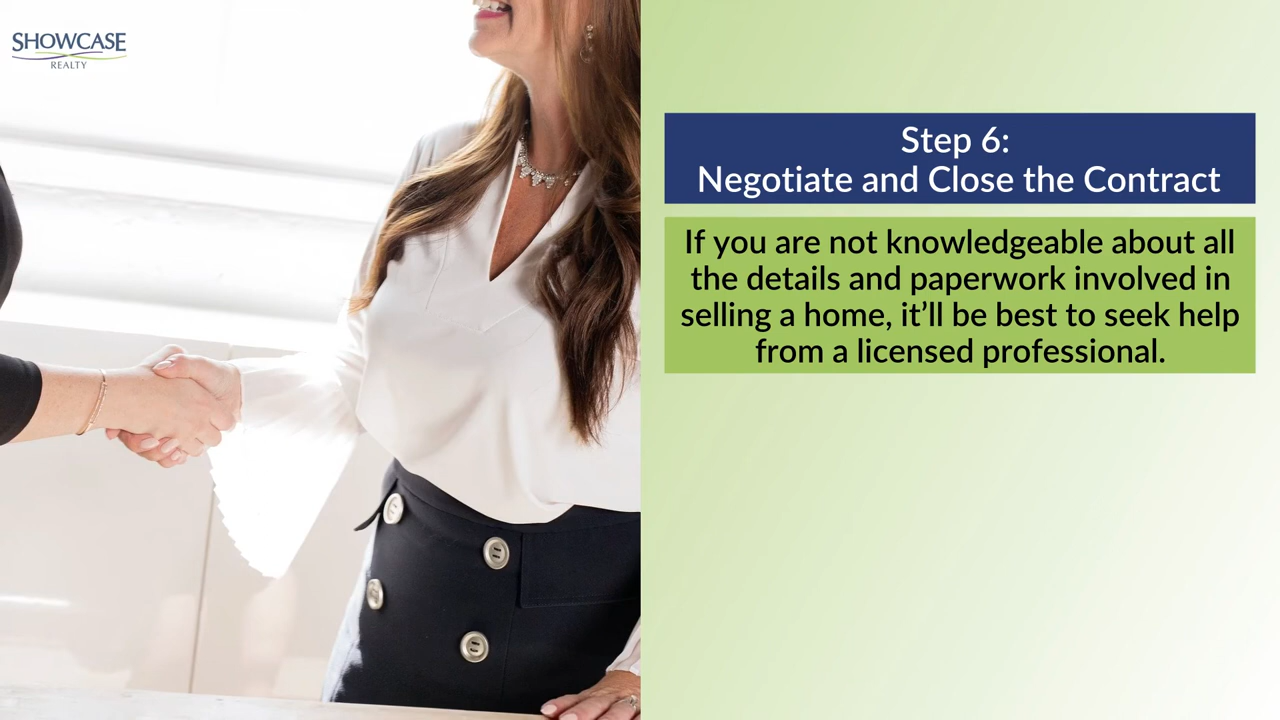 SHOWCASE
REALTY
Step 6:
Negotiate and Close the Contract
If you are not knowledgeable about all
the details and paperwork involved in
selling a home, it’ll be best to seek help
from a licensed professional.